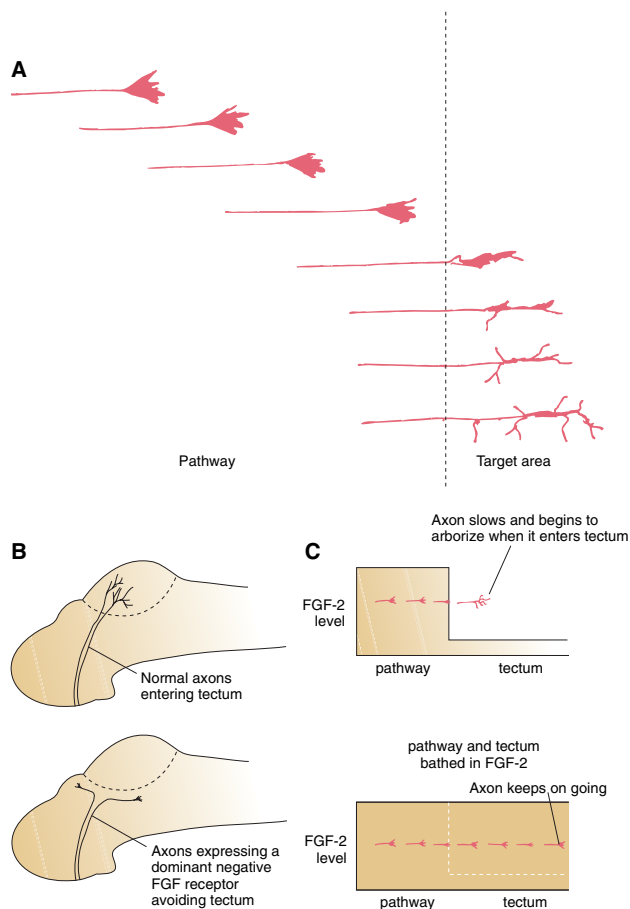 A
Pathway
Target area
B
Normal axons
entering tectum
Axons expressing a
dominant negative
FGF receptor
avoiding tectum
C
Axon slows and begins to
arborize when it enters tectum
FGF-2
level
pathway
tectum
pathway and tectum
bathed in FGF-2
Axon keeps on going
FGF-2
level
pathway
tectum